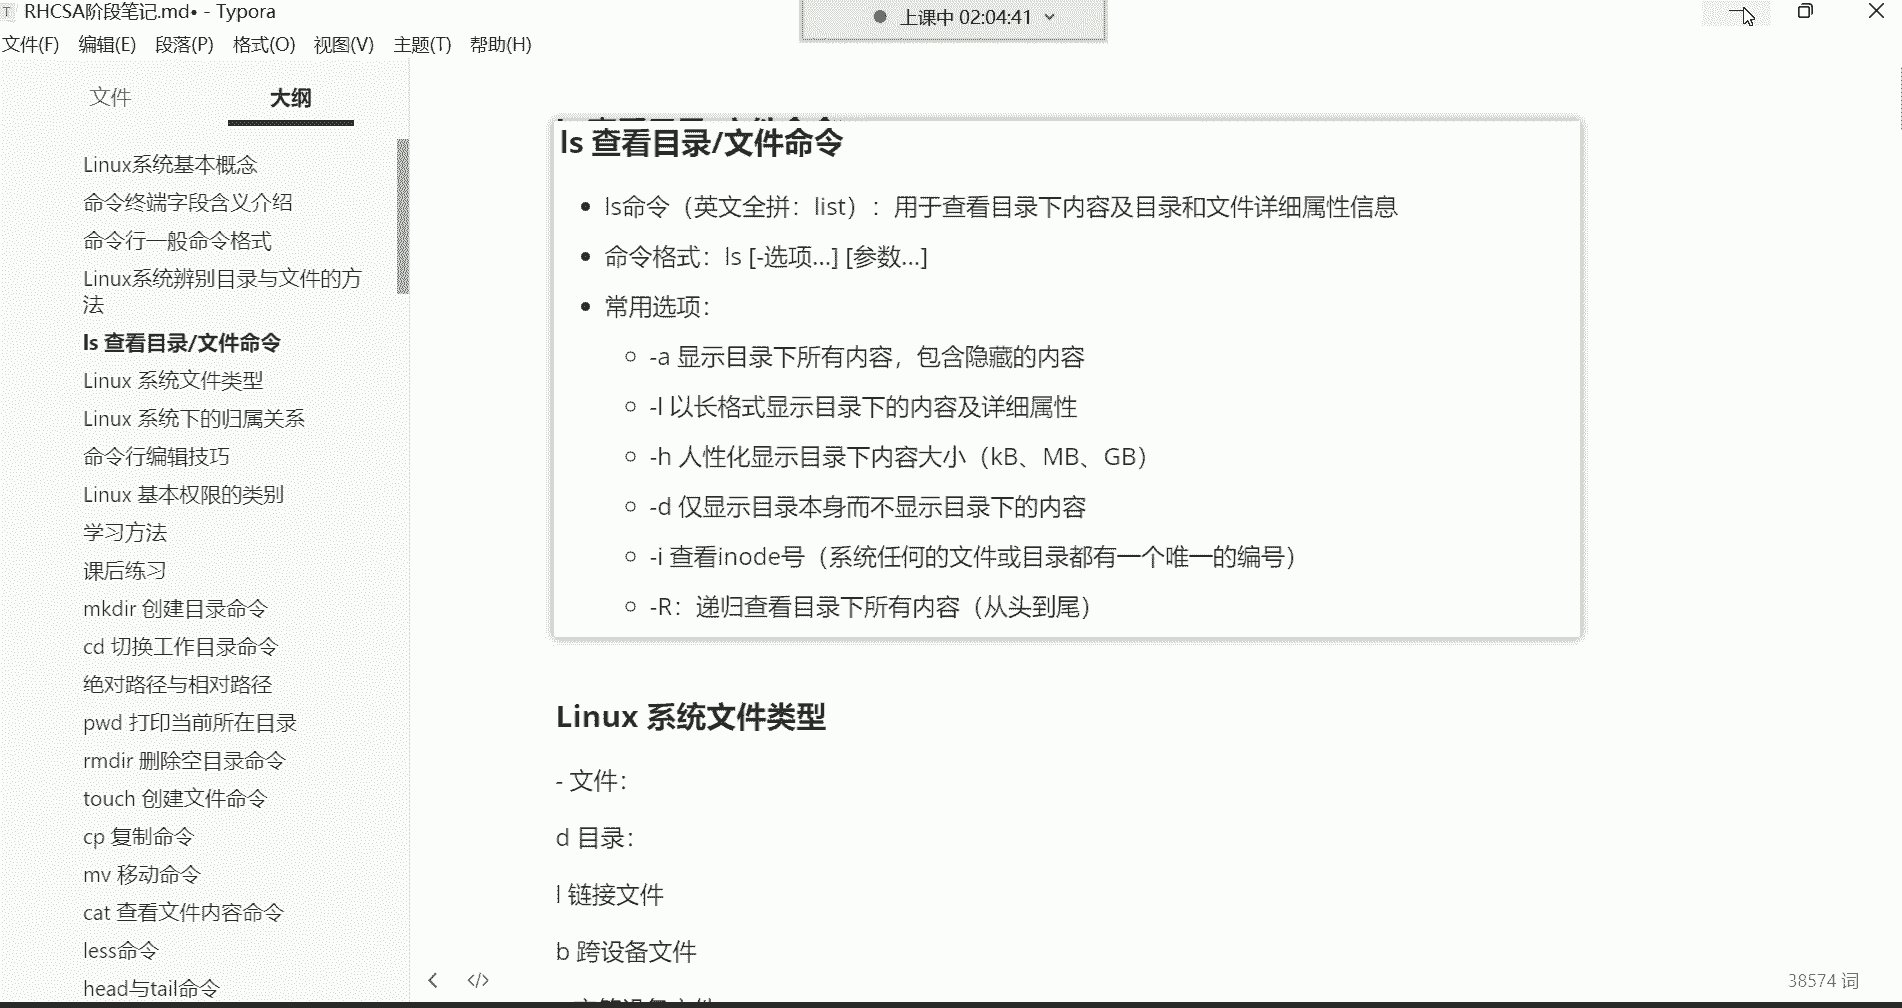 RHCSA阶段笔记.md• - Typora
上课中 02:04:41
文件(F) 编辑(E) 段落(P) 格式(O) 视图(V) 主题(T) 帮助(H)
文件 大纲
Linux系统基本概念
命令终端字段含义介绍
命令行一般命令格式
Linux系统辨别目录与文件的方
法
ls 查看目录/文件命令
Linux 系统文件类型
Linux 系统下的归属关系
命令行编辑技巧
Linux 基本权限的类别
学习方法
课后练习
mkdir 创建目录命令
cd 切换工作目录命令
绝对路径与相对路径
pwd 打印当前所在目录
rmdir 删除空目录命令
touch 创建文件命令
cp 复制命令
mv 移动命令
cat 查看文件内容命令
less命令
head与tail命令
ls 查看目录/文件命令
ls命令（英文全拼：list）：用于查看目录下内容及目录和文件详细属性信息
命令格式：ls [-选项...] [参数...]
常用选项：
-a 显示目录下所有内容，包含隐藏的内容
-l 以长格式显示目录下的内容及详细属性
-h 人性化显示目录下内容大小（kB、MB、GB）
-d 仅显示目录本身而不显示目录下的内容
-i 查看inode号（系统任何的文件或目录都有一个唯一的编号）
-R：递归查看目录下所有内容（从头到尾）
Linux 系统文件类型
- 文件：
d 目录：
l 链接文件
b 跨设备文件
38574 词